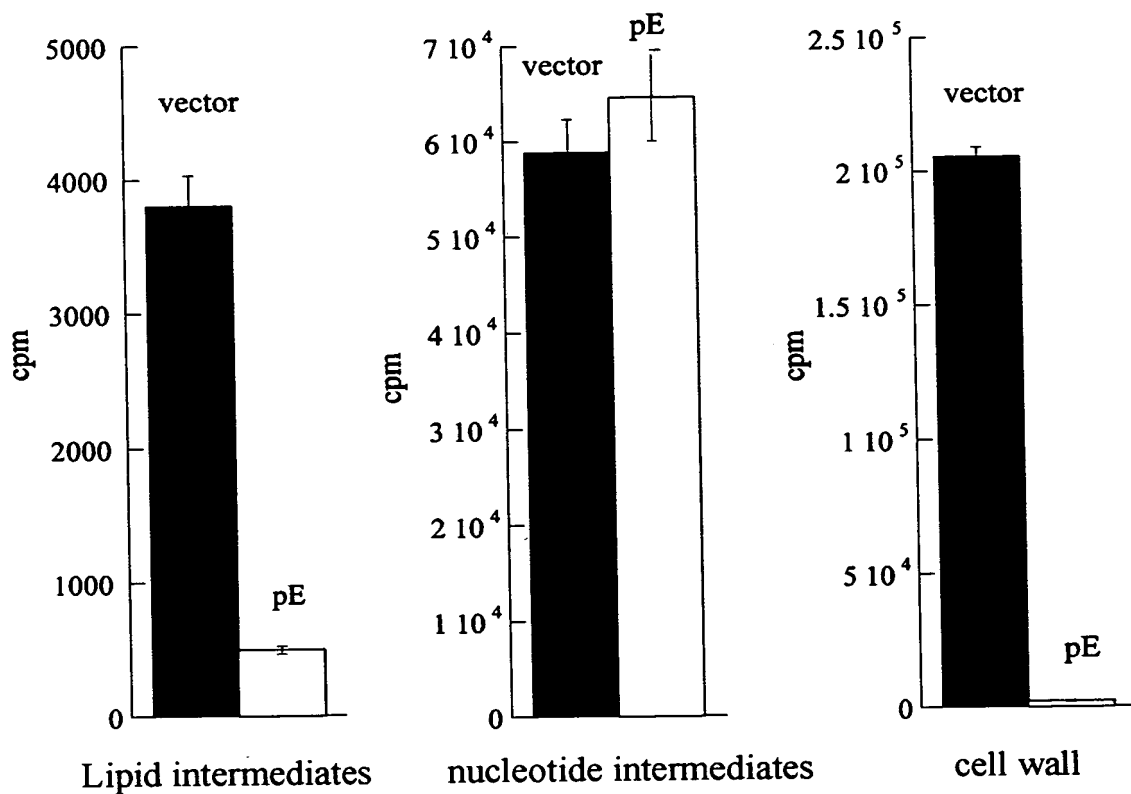 5000
4000
3000
2000
1000
0
cpm
vector
pE
Lipid intermediates
7 10 4
6 10 4
5 10 4
4 10 4
3 10 4
2 10 4
1 10 4
0
cpm
vector
pE
nucleotide intermediates
2.5 10 5
2 10 5
1.5 10 5
1 10 5
5 10 4
0
cpm
vector
pE
cell wall